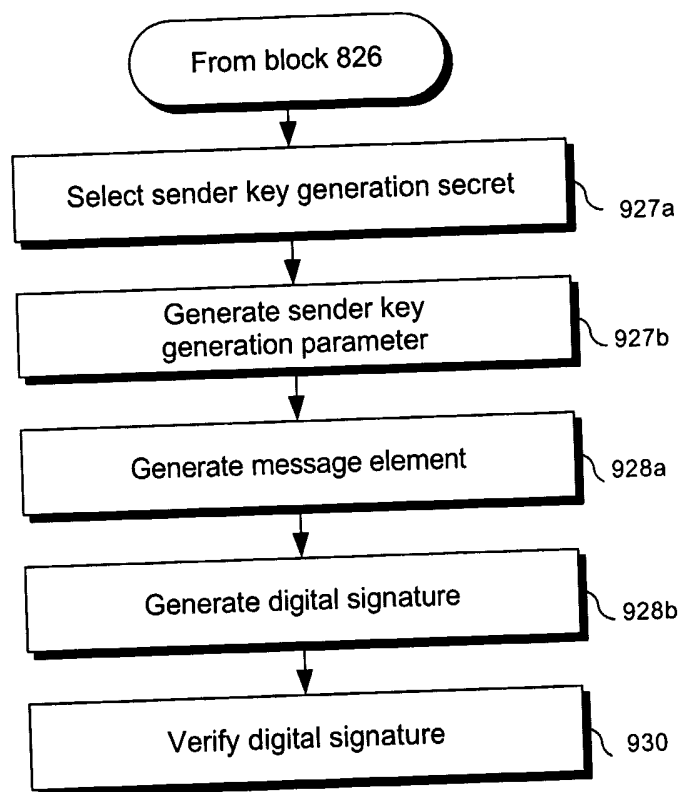 From block 826
Select sender key generation secret
927a
Generate sender key
generation parameter
927b
Generate message element
928a
Generate digital signature
928b
Verify digital signature
930